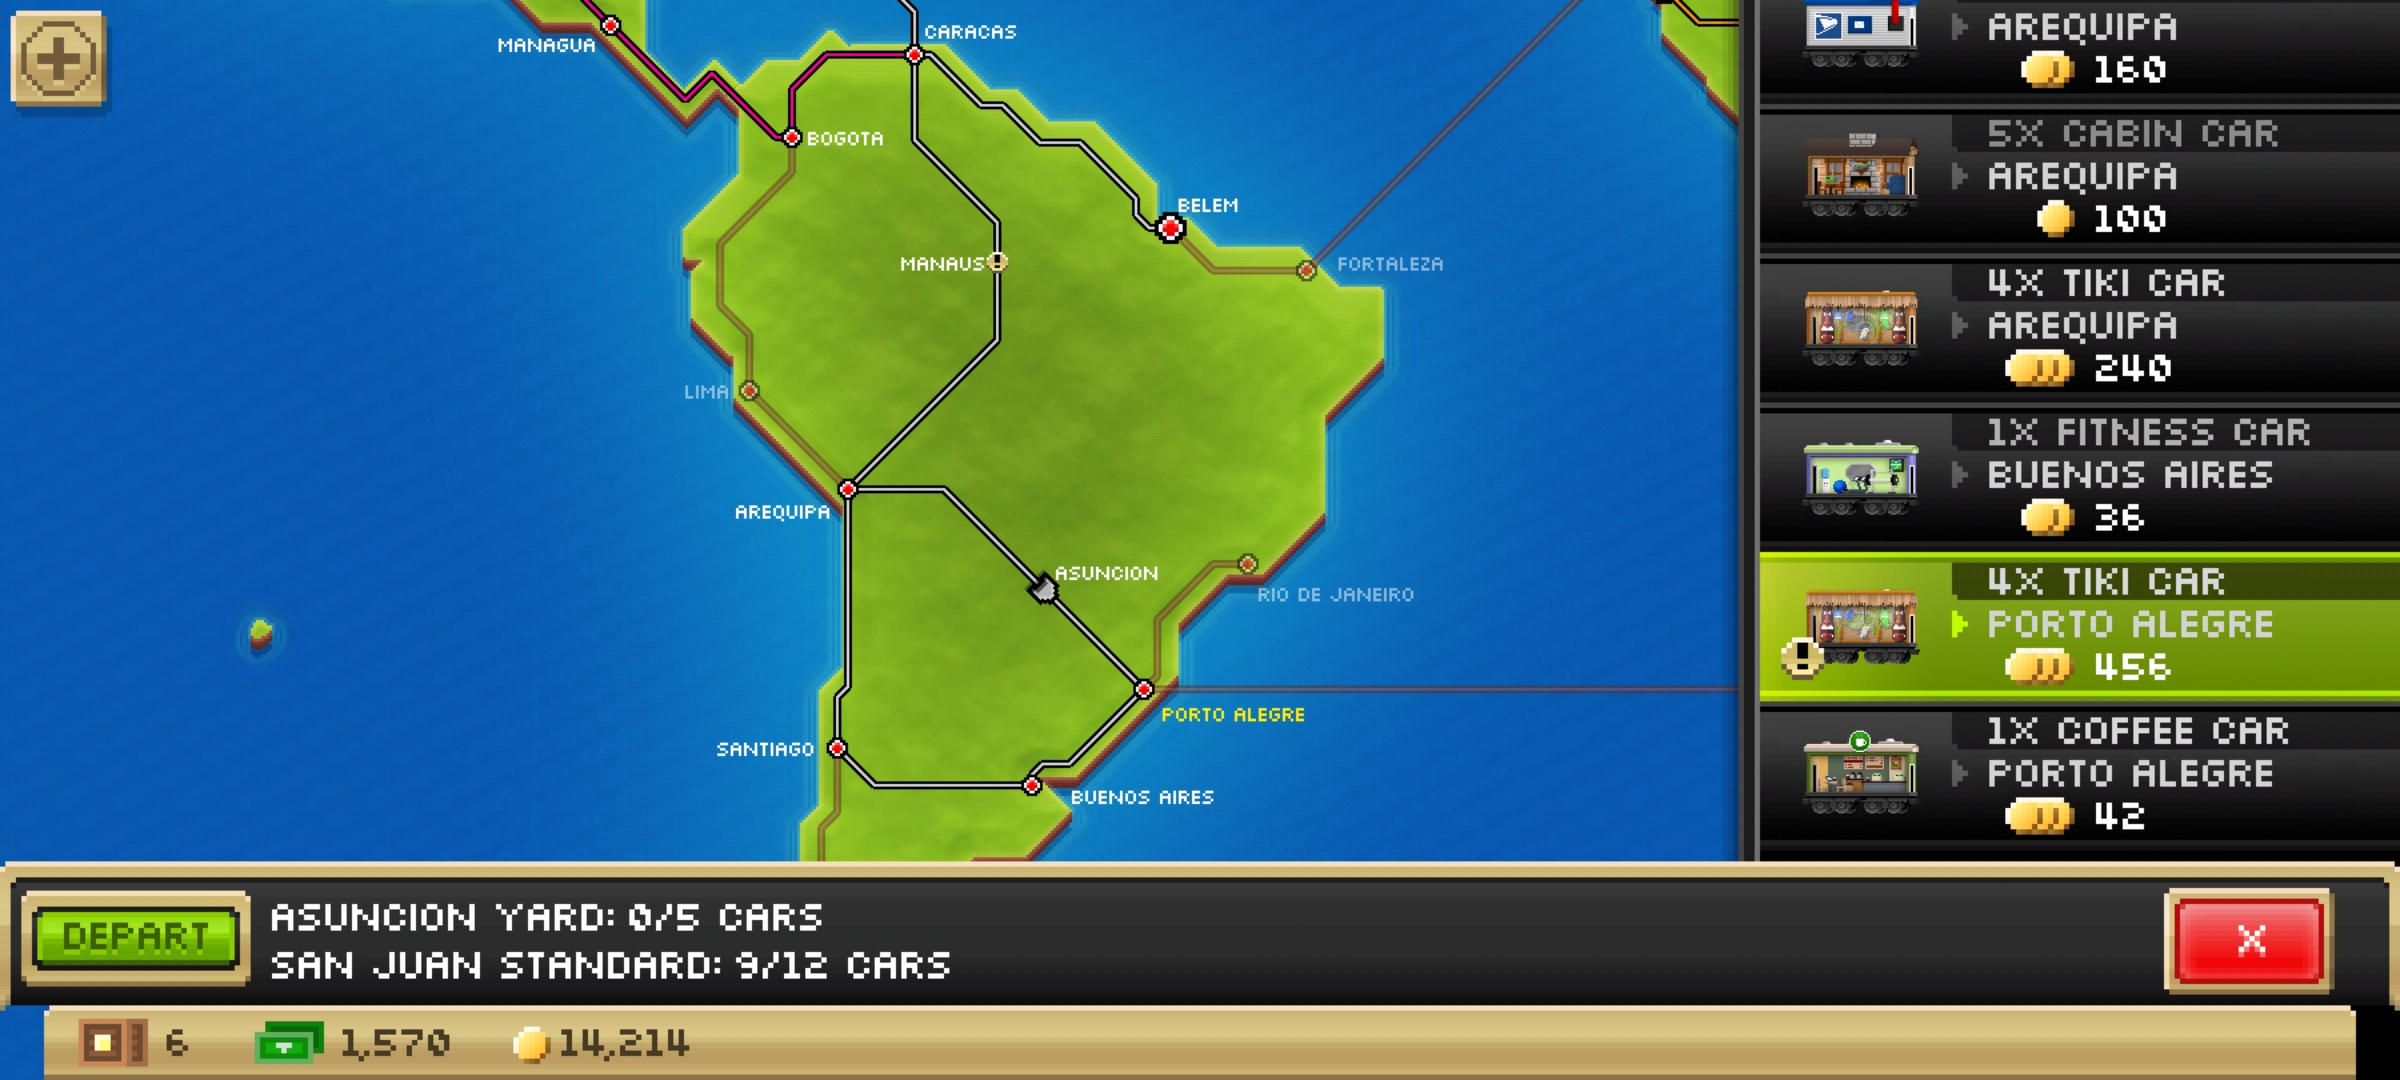 MANAGUA
CARACAS
BOGOTA
BELEM
MANAUS
FORTALEZA
LIMA
AREQUIPA
ASUNCION
RIO DE JANEIRO
PORTO ALEGRE
SANTIAGO
BUENOS AIRES
AREQUIPA
160
5X CABIN CAR
AREQUIPA
100
4X TIKI CAR
AREQUIPA
240
1X FITNESS CAR
BUENOS AIRES
36
4X TIKI CAR
PORTO ALEGRE
456
1X COFFEE CAR
PORTO ALEGRE
42
DEPART
ASUNCION YARD: 0/5 CARS
SAN JUAN STANDARD: 9/12 CARS
X
6
1,570
14,214